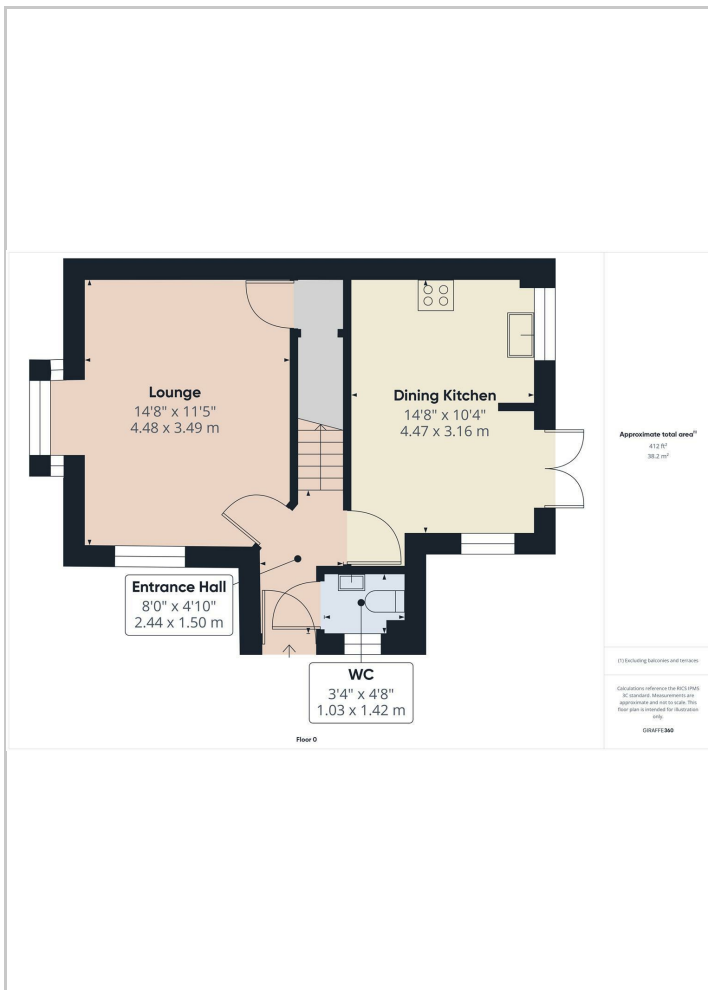 Lounge
14'8" x 11'5"
4.48 x 3.49 m
Dining Kitchen
14'8" x 10'4"
4.47 x 3.16 m
Entrance Hall
8'0" x 4'10"
2.44 x 1.50 m
WC
3'4" x 4'8"
1.03 x 1.42 m
Floor 0
Approximate total area⁽¹⁾
412 ft²
38.2 m²
(1) Excluding balconies and terraces
Calculations reference the RICS IPMS
3C standard. Measurements are
approximate and not to scale. This
floor plan is intended for illustration
only.
GIRAFFE360